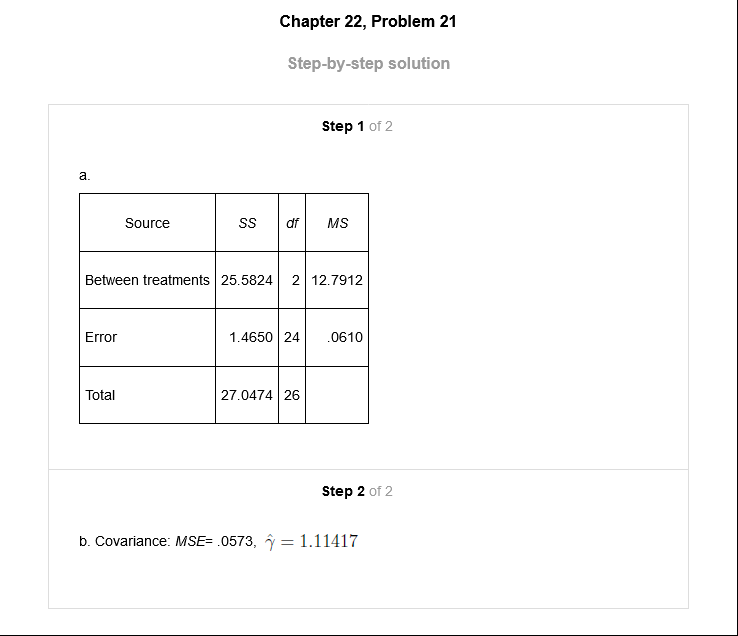 Chapter 22, Problem 21
Step-by-step solution
Step 1 of 2
a.
Source SS df MS
Between treatments 25.5824 2 12.7912
Error 1.4650 24 .0610
Total 27.0474 26
Step 2 of 2
b. Covariance: MSE= .0573, γ̂ = 1.11417